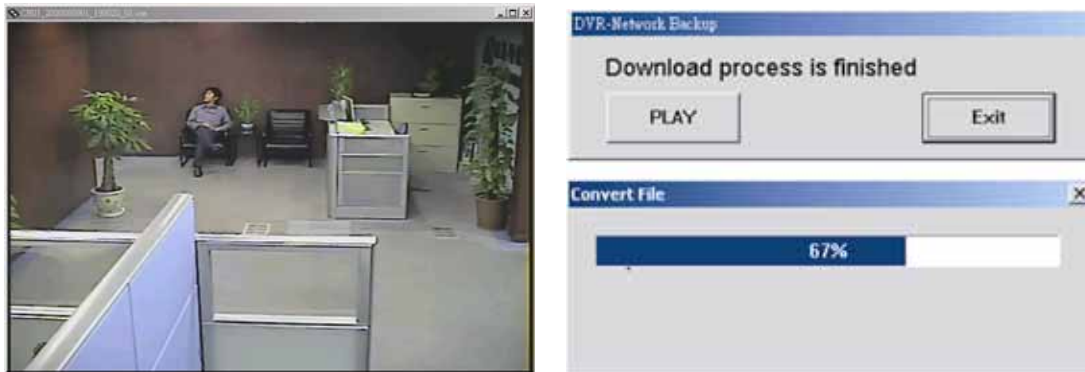 DVR-Network Backup
Download process is finished
PLAY
Exit
Convert File
67%